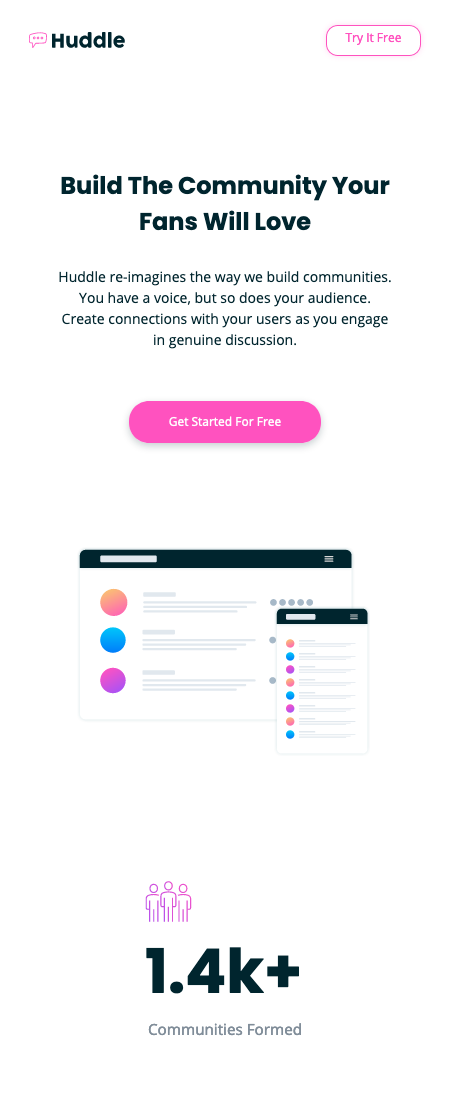 Huddle
Try It Free
Build The Community Your
Fans Will Love
Huddle re-imagines the way we build communities.
You have a voice, but so does your audience.
Create connections with your users as you engage
in genuine discussion.
Get Started For Free
1.4k+
Communities Formed